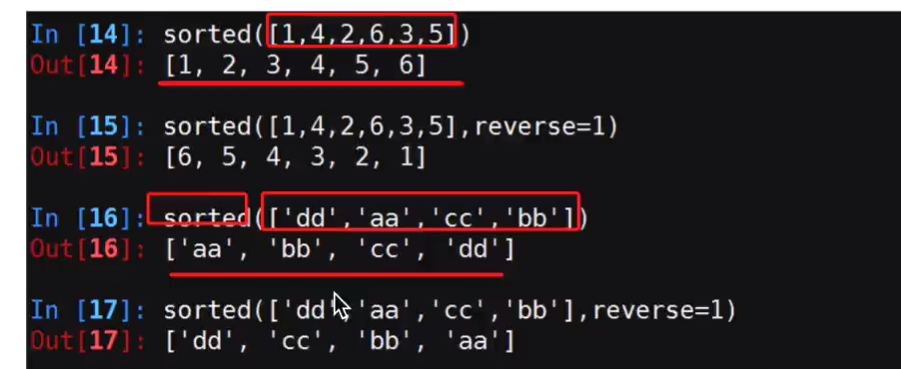 In [14]: sorted([1,4,2,6,3,5])
Out[14]: [1, 2, 3, 4, 5, 6]
In [15]: sorted([1,4,2,6,3,5],reverse=1)
Out[15]: [6, 5, 4, 3, 2, 1]
In [16]: sorted(['dd','aa','cc','bb'])
Out[16]: ['aa', 'bb', 'cc', 'dd']
In [17]: sorted(['dd','aa','cc','bb'],reverse=1)
Out[17]: ['dd', 'cc', 'bb', 'aa']